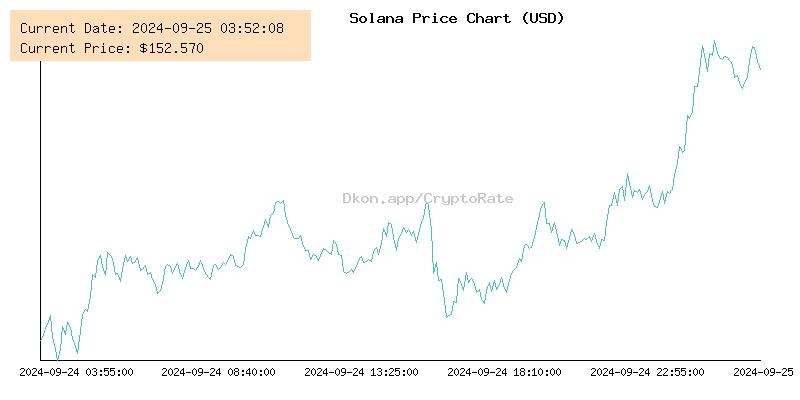 Solana Price Chart (USD)
Current Date: 2024-09-25 03:52:08
Current Price: $152.570
Dkon.app/CryptoRate
2024-09-24 03:55:00 2024-09-24 08:40:00 2024-09-24 13:25:00 2024-09-24 18:10:00 2024-09-24 22:55:00 2024-09-25